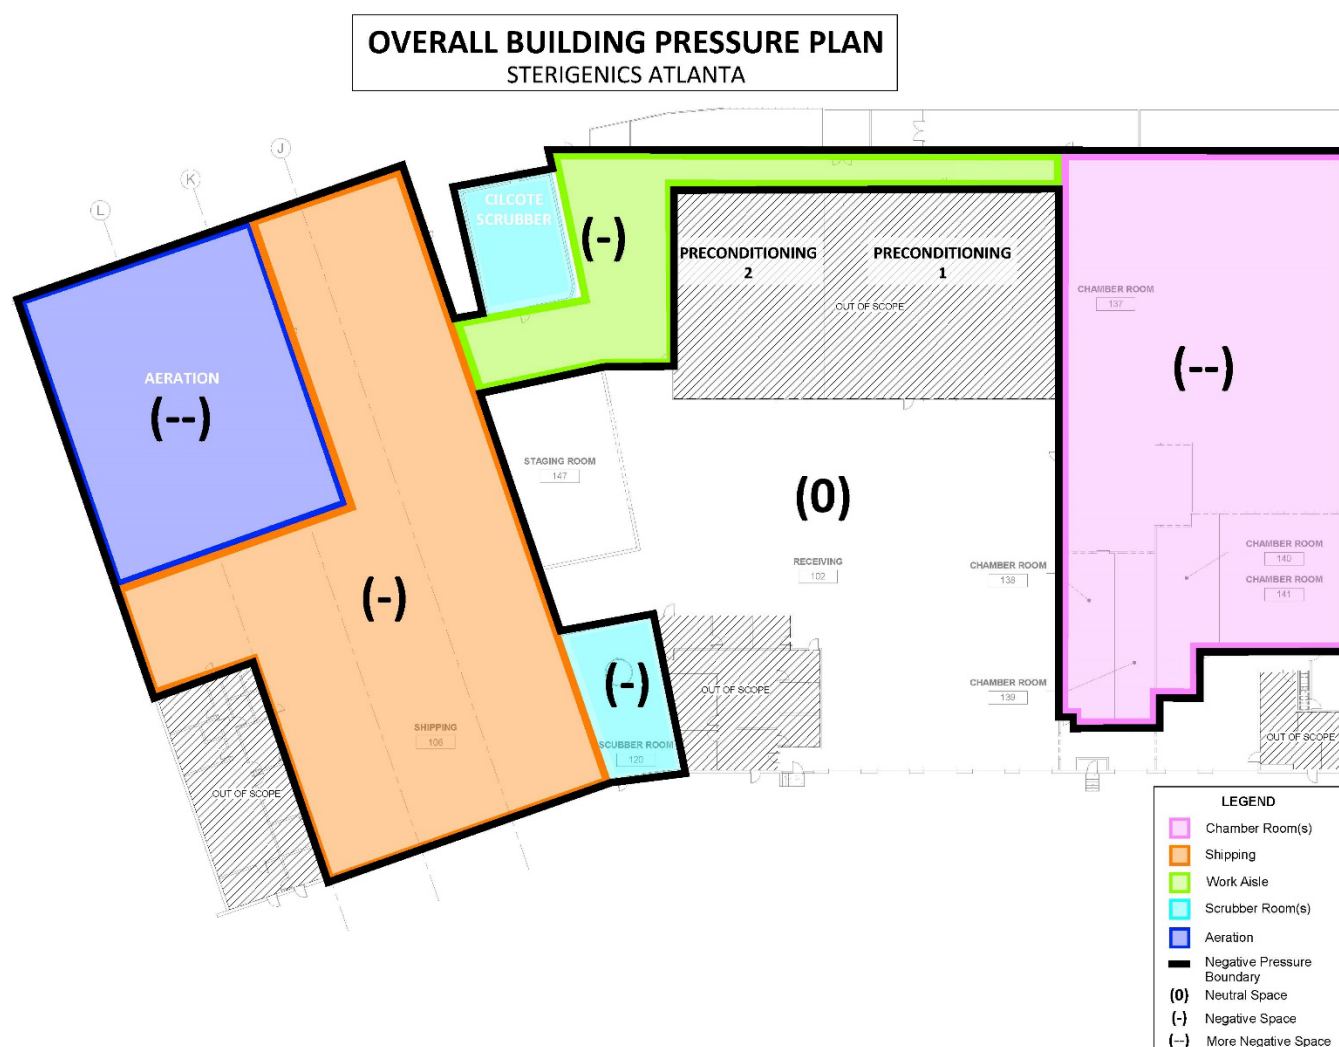 OVERALL BUILDING PRESSURE PLAN
STERIGENICS ATLANTA
J
K
L
CILCOTE
SCRUBBER
(-)
PRECONDITIONING
2
PRECONDITIONING
1
OUT OF SCOPE
CHAMBER ROOM
137
(--)
AERATION
(--)
STAGING ROOM
147
(0)
RECEIVING
102
CHAMBER ROOM
138
CHAMBER ROOM
140
CHAMBER ROOM
141
(-)
(-)
CHAMBER ROOM
139
OUT OF SCOPE
SHIPPING
106
SCUBBER ROOM
120
OUT OF SCOPE
OUT OF SCOPE
LEGEND
Chamber Room(s)
Shipping
Work Aisle
Scrubber Room(s)
Aeration
Negative Pressure
Boundary
(0) Neutral Space
(-) Negative Space
(--) More Negative Space